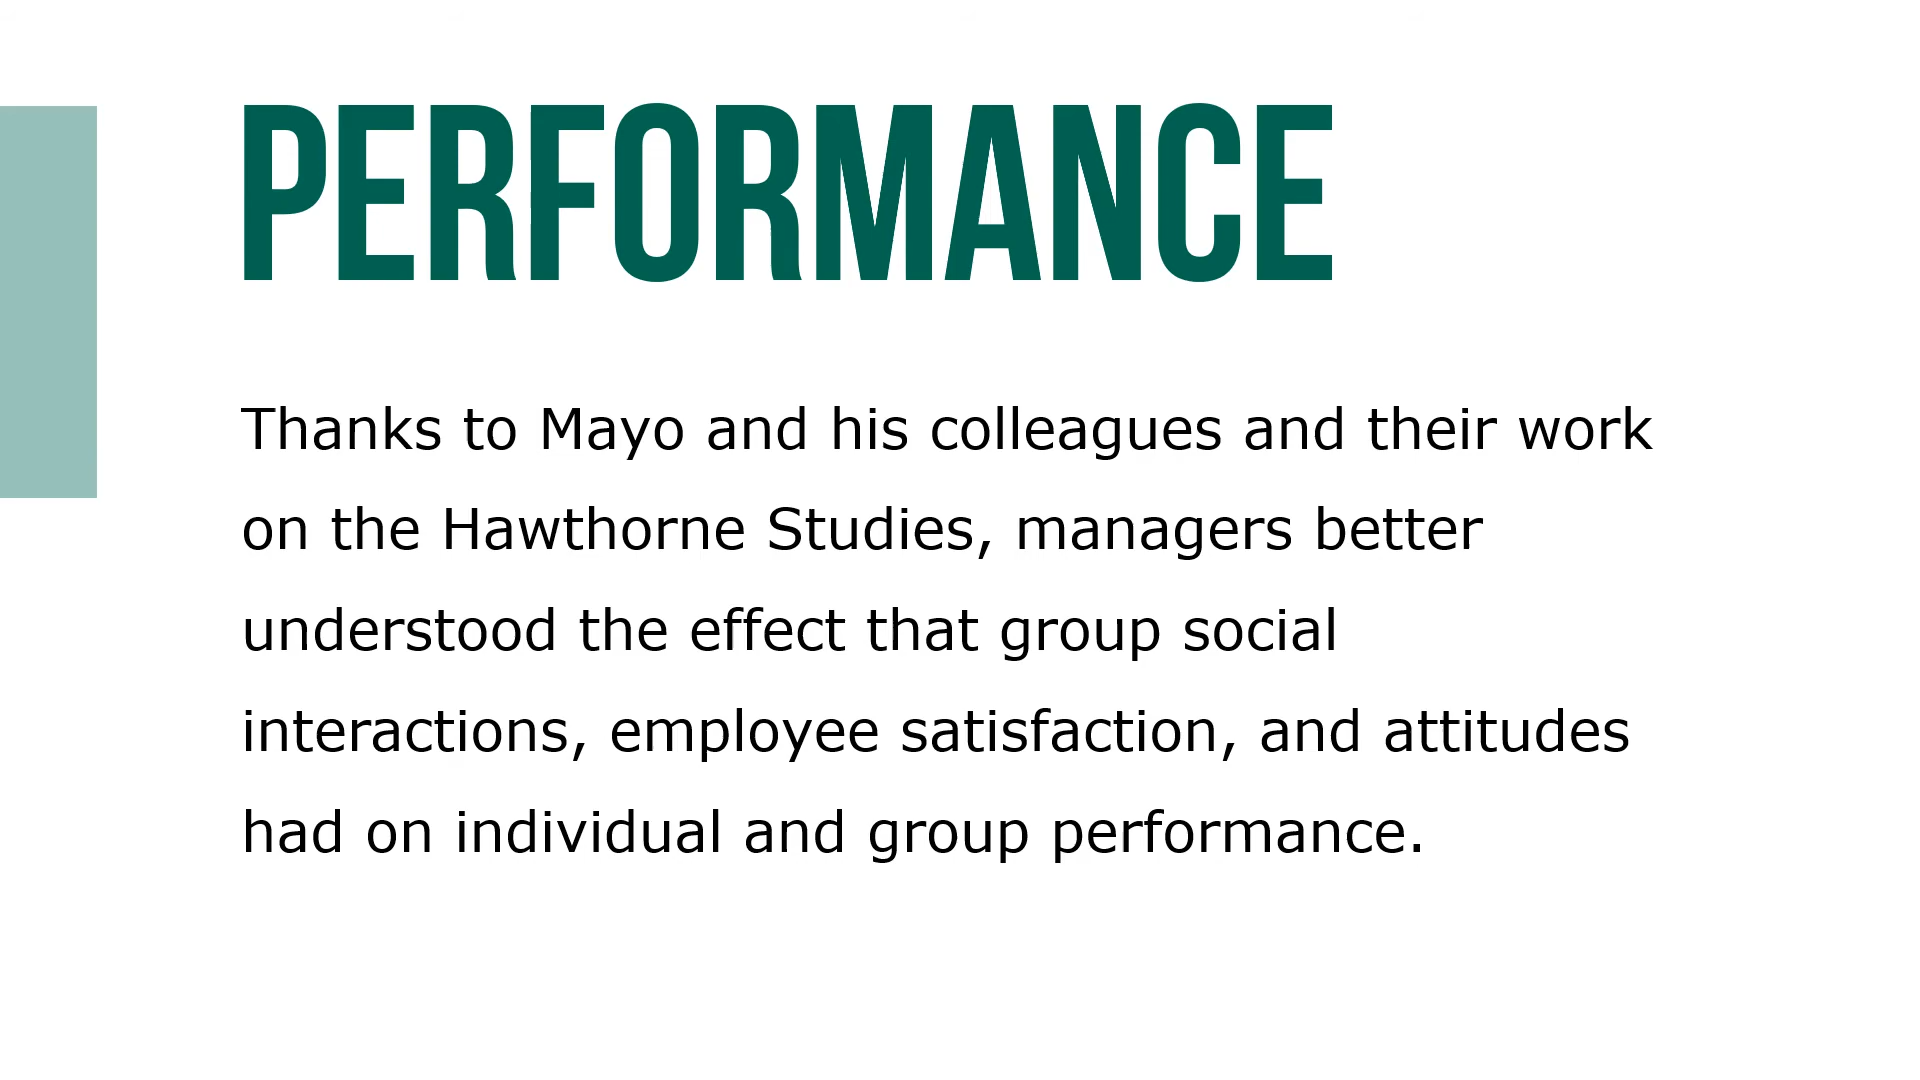 PERFORMANCE
Thanks to Mayo and his colleagues and their work
on the Hawthorne Studies, managers better
understood the effect that group social
interactions, employee satisfaction, and attitudes
had on individual and group performance.